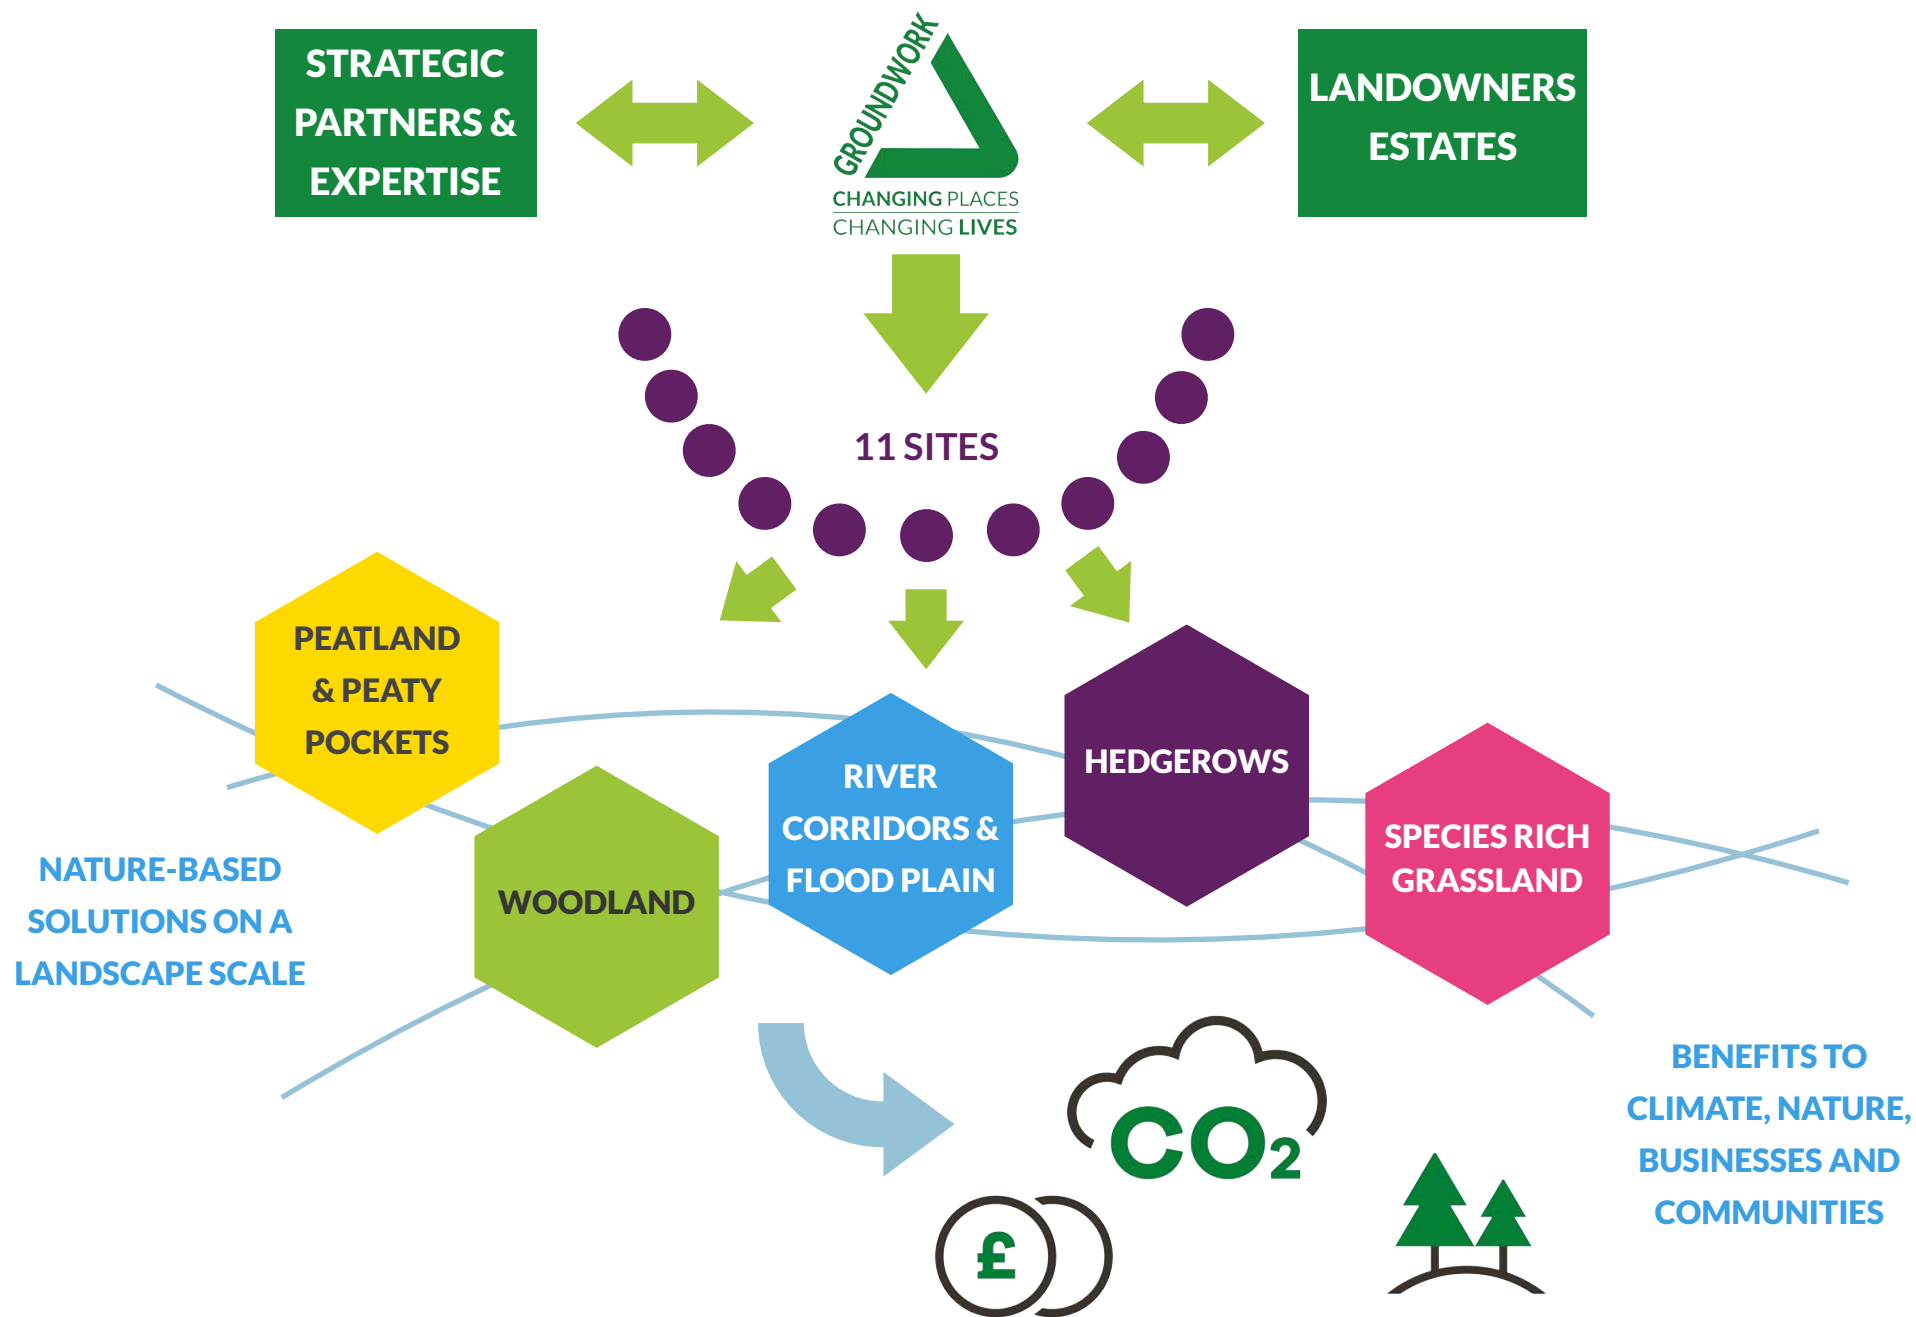 STRATEGIC
PARTNERS &
EXPERTISE
GROUNDWORK
CHANGING PLACES
CHANGING LIVES
LANDOWNERS
ESTATES
11 SITES
PEATLAND
& PEATY
POCKETS
WOODLAND
RIVER
CORRIDORS &
FLOOD PLAIN
HEDGEROWS
SPECIES RICH
GRASSLAND
NATURE-BASED
SOLUTIONS ON A
LANDSCAPE SCALE
CO₂
£
BENEFITS TO
CLIMATE, NATURE,
BUSINESSES AND
COMMUNITIES